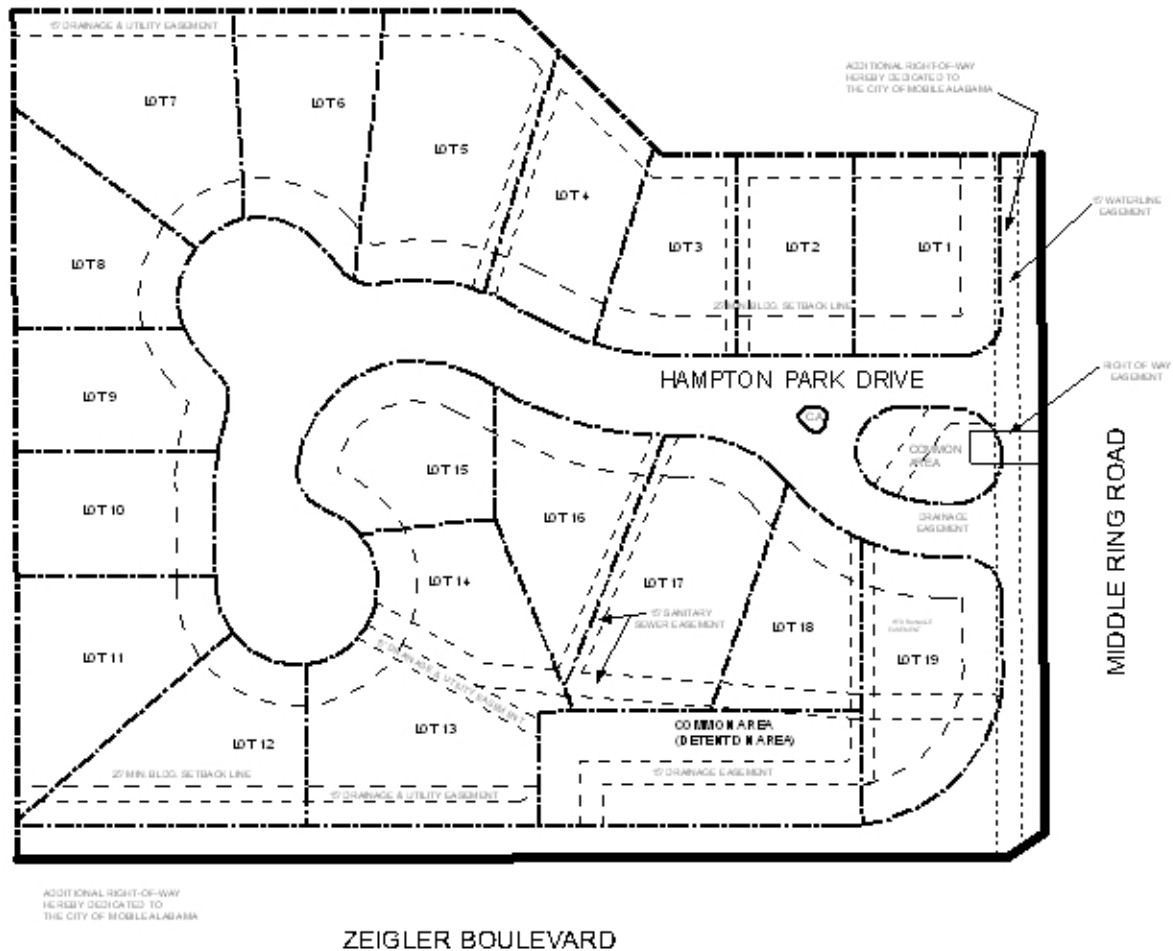 15' DRAINAGE & UTILITY EASEMENT
ADDITIONAL RIGHT-OF-WAY
HEREBY DEDICATED TO
THE CITY OF MOBILE ALABAMA
LOT 7
LOT 6
LOT 5
LOT 4
15' WATERLINE
EASEMENT
LOT 3
LOT 2
LOT 1
LOT 8
25' MIN. BLDG. SETBACK LINE
HAMPTON PARK DRIVE
RIGHT OF WAY
EASEMENT
LOT 9
CA
COMMON
AREA
LOT 15
LOT 10
LOT 16
DRAINAGE
EASEMENT
MIDDLE RING ROAD
LOT 14
LOT 17
15' SANITARY
SEWER EASEMENT
LOT 18
DRAINAGE
EASEMENT
LOT 11
LOT 19
DRAINAGE & UTILITY EASEMENT
LOT 12
LOT 13
COMMON AREA
(DETENTION AREA)
25' MIN. BLDG. SETBACK LINE
15' DRAINAGE EASEMENT
15' DRAINAGE & UTILITY EASEMENT
ADDITIONAL RIGHT-OF-WAY
HEREBY DEDICATED TO
THE CITY OF MOBILE ALABAMA
ZEIGLER BOULEVARD